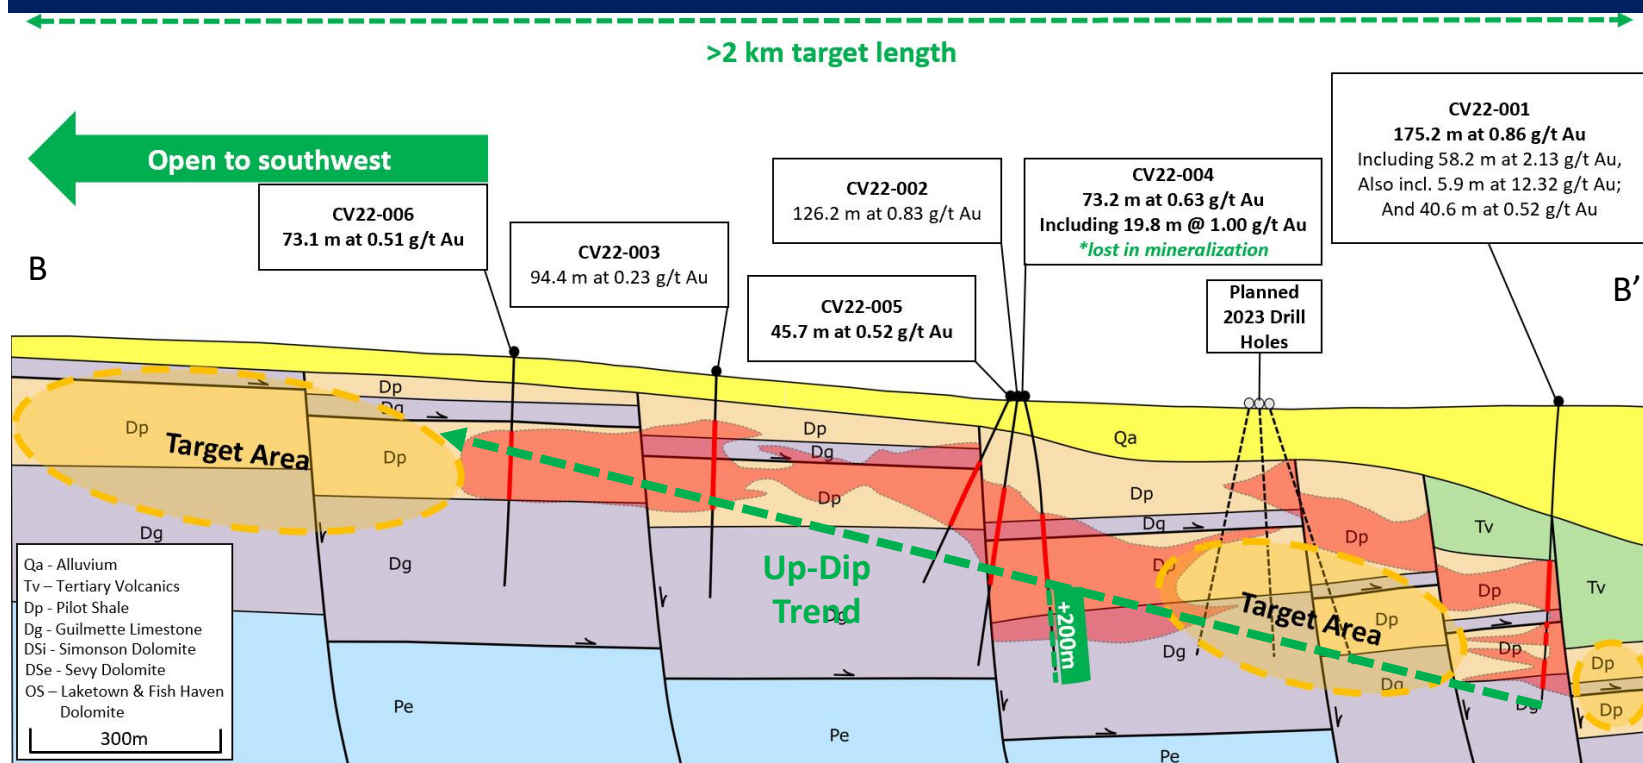 >2 km target length
CV22-001
175.2 m at 0.86 g/t Au
Including 58.2 m at 2.13 g/t Au,
Also incl. 5.9 m at 12.32 g/t Au;
And 40.6 m at 0.52 g/t Au
Open to southwest
CV22-002
126.2 m at 0.83 g/t Au
CV22-004
73.2 m at 0.63 g/t Au
Including 19.8 m @ 1.00 g/t Au
*lost in mineralization
CV22-006
73.1 m at 0.51 g/t Au
CV22-003
94.4 m at 0.23 g/t Au
B
B’
CV22-005
45.7 m at 0.52 g/t Au
Planned
2023 Drill
Holes
Dp
Dg
Dp
Target Area
Dp
Dp
Dg
Dp
Qa
Dp
Dg
Dp
Tv
Dp
Tv
Dg
Dg
Up-Dip
Trend
Dg
+200m
Dg
Target Area
Dp
Dg
Dp
Dp
Dg
Dp
Dp
Pe
Pe
Pe
Qa - Alluvium
Tv – Tertiary Volcanics
Dp - Pilot Shale
Dg - Guilmette Limestone
DSi - Simonson Dolomite
DSe - Sevy Dolomite
OS – Laketown & Fish Haven
Dolomite
300m